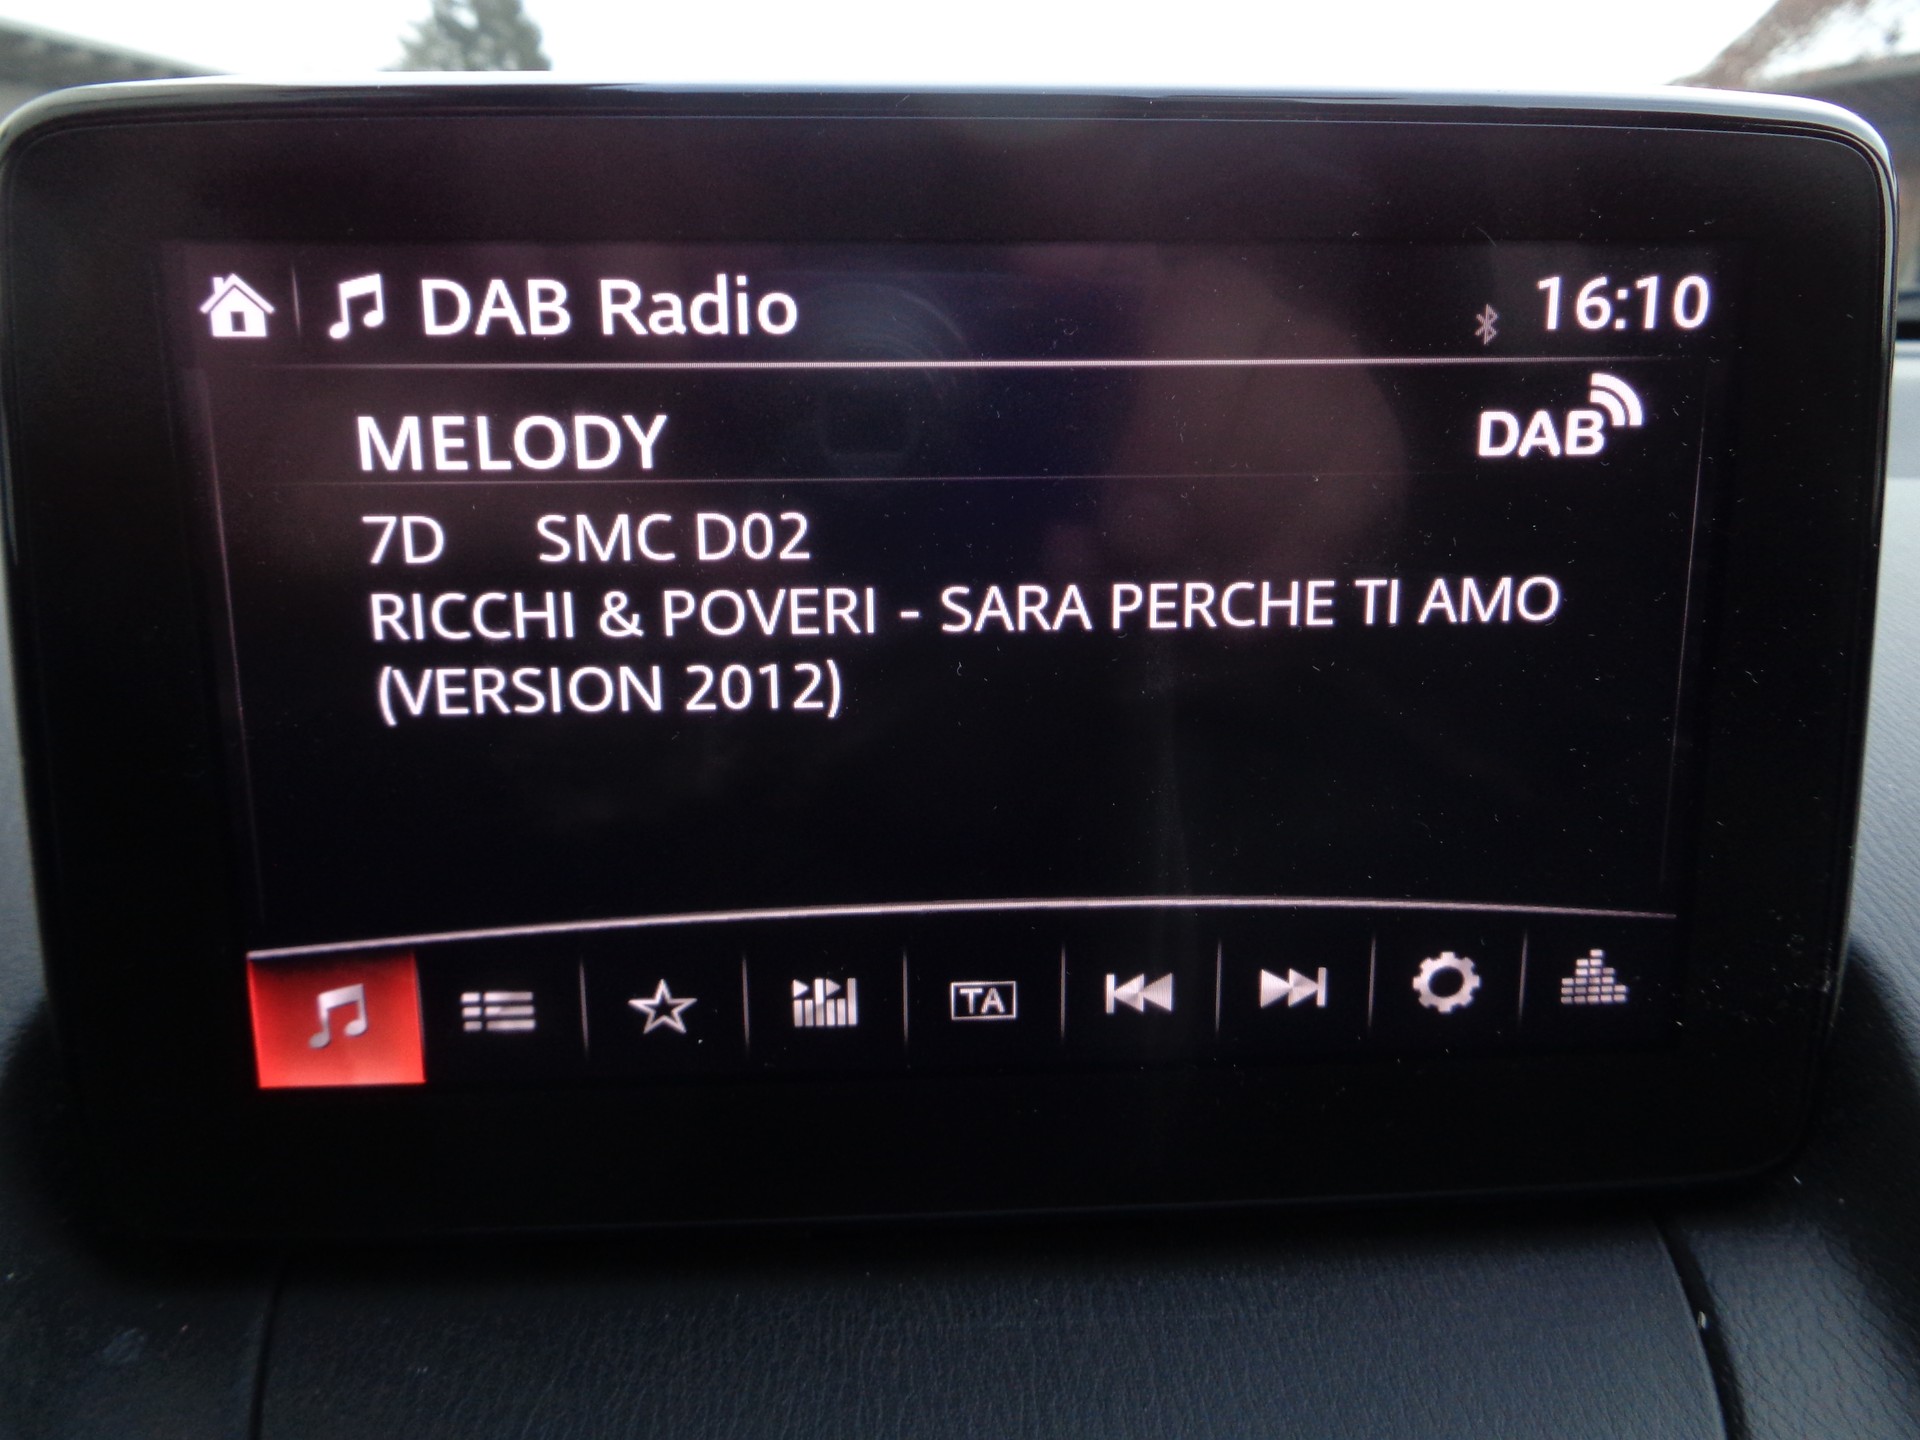 DAB Radio 16:10
MELODY DAB
7D SMC D02
RICCHI & POVERI - SARA PERCHE TI AMO
(VERSION 2012)
TA